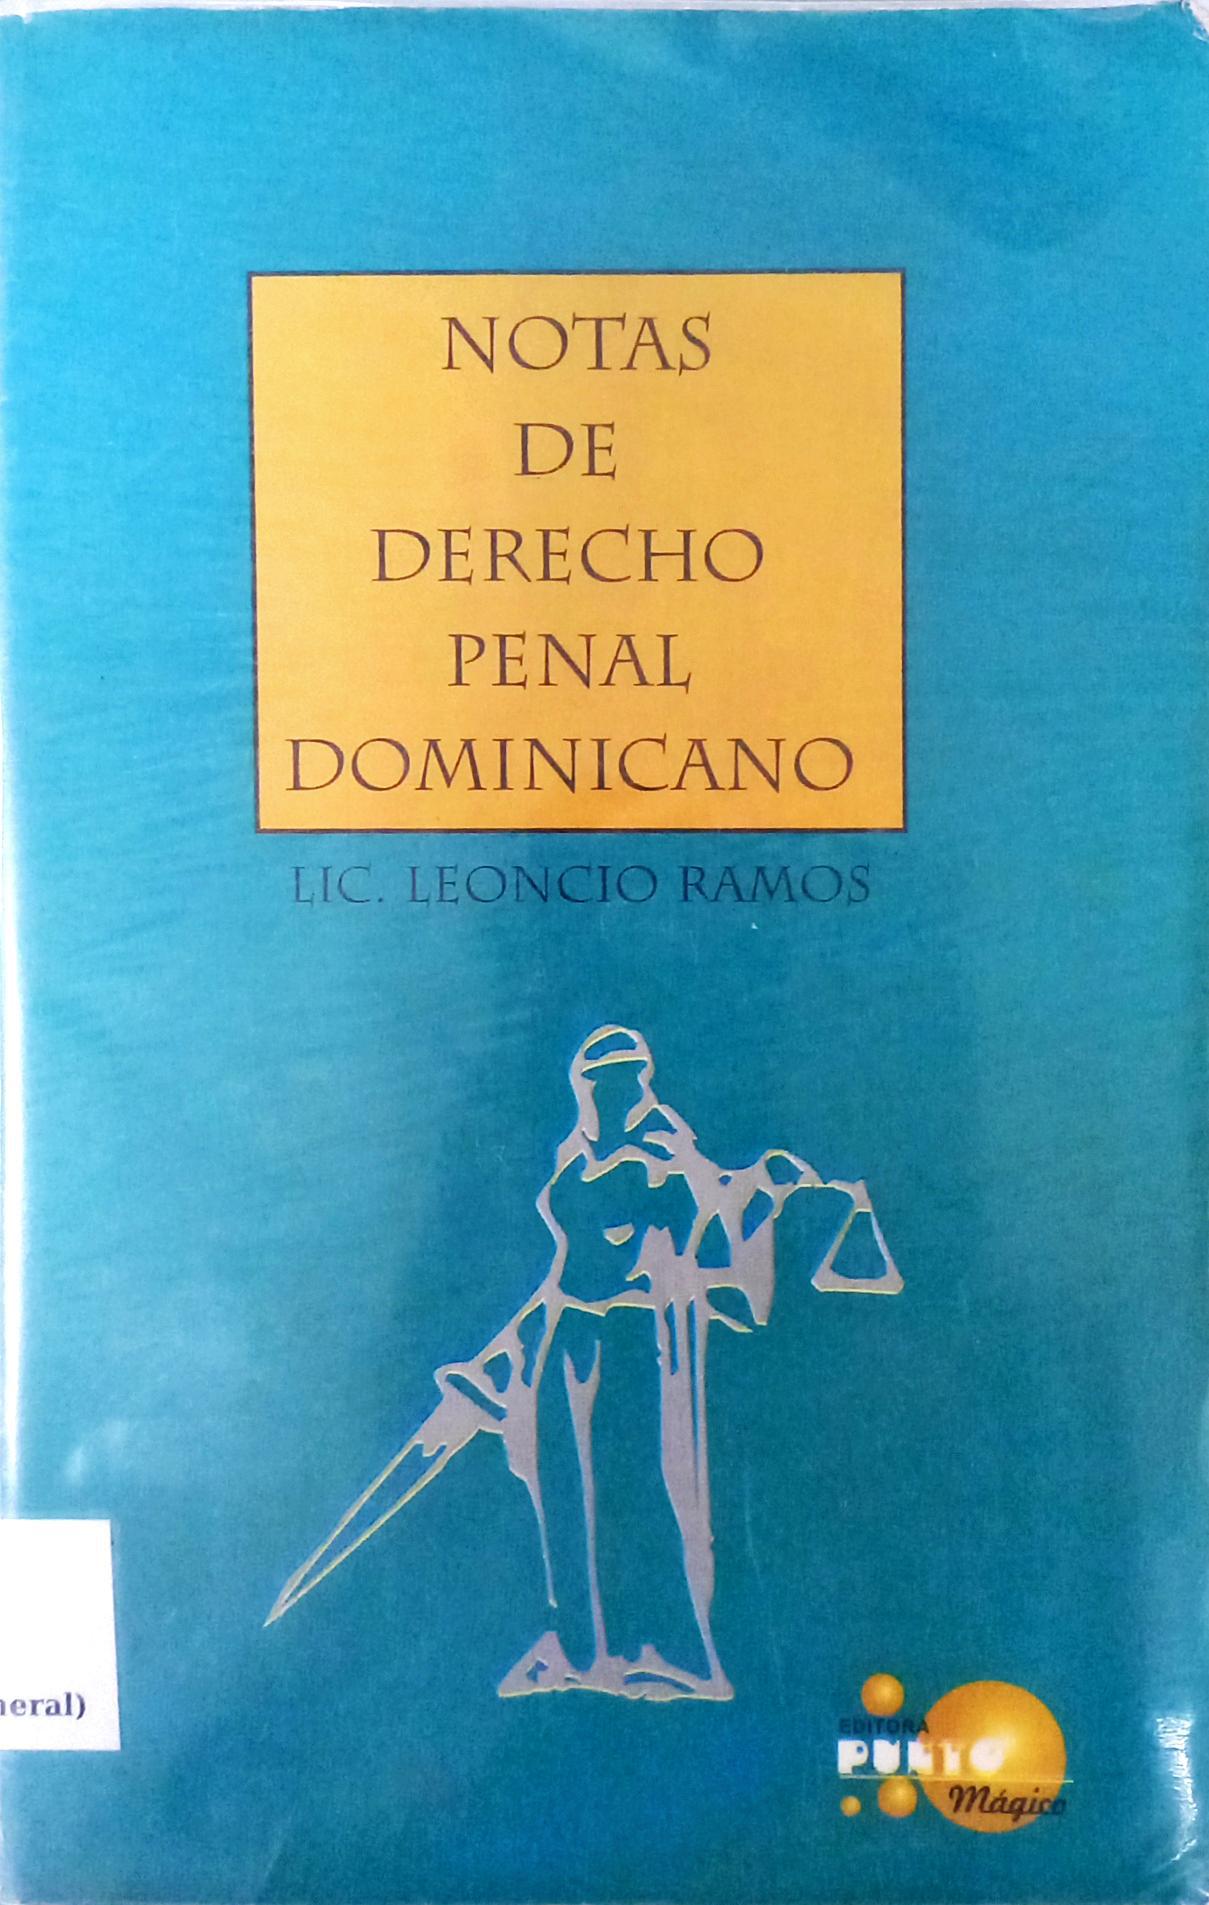 NOTAS
DE
DERECHO
PENAL
DOMINICANO
LIC. LEONCIO RAMOS
neral)
EDITORA
PUNTO
Mágico